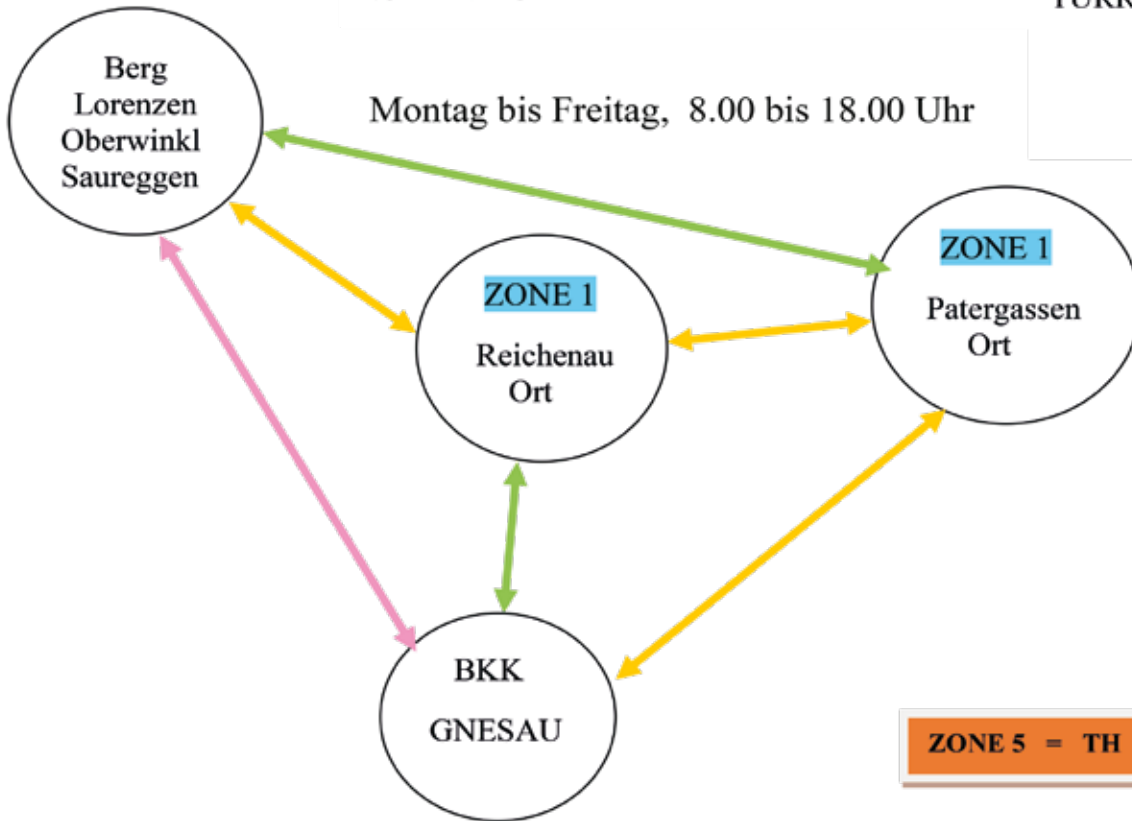 Berg
Lorenzen
Oberwinkl
Saureggen
Montag bis Freitag, 8.00 bis 18.00 Uhr
ZONE 1
Reichenau
Ort
ZONE 1
Patergassen
Ort
BKK
GNESAU
ZONE 5 = TH